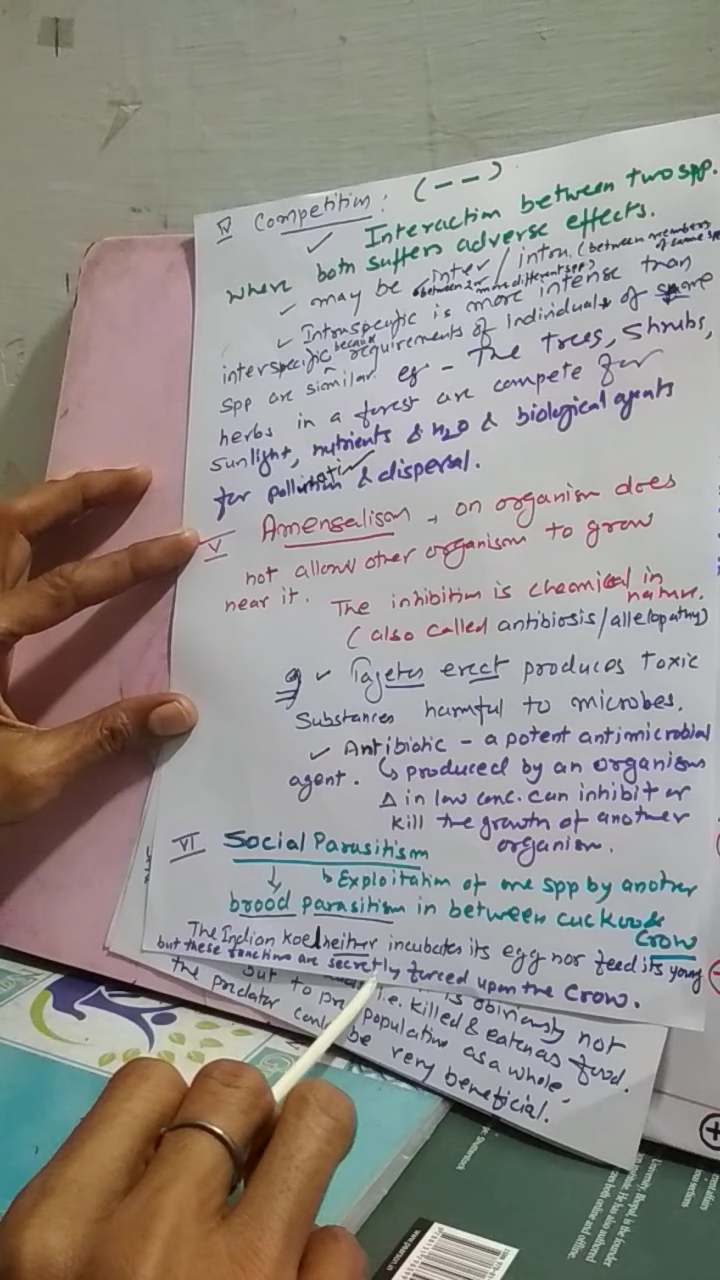 IV Competition : (--)
✓ Interaction between two spp.
where both suffers adverse effects.
✓ may be inter / intra. (between members of same sp
between 2 or more different spp)
✓ Intraspecific is more intense than
interspecific because requirements of individuals of same
spp are similar. eg - The trees, shrubs,
herbs in a forest are compete for
sunlight, nutrients & H2O & biological agents
for pollination & dispersal.
V Amensalism → on organism does
not allow other organism to grow
near it. The inhibition is chemical in nature.
(also called antibiosis/allelopathy)
eg ✓ Tagetes erect produces toxic
substances harmful to microbes.
✓ Antibiotic - a potent antimicrobial
agent. ↳ produced by an organism
Δ in low conc. can inhibit or
kill the growth of another
organism.
VI Social Parasitism
↓ ↳ Exploitation of one spp by another
brood parasitism in between cuckoo &
Crow
The Indian koel neither incubates its egg nor feed its young
but these functions are secretly forced upon the crow.
is obviously not
but to i.e. killed & eaten as food.
the predator population as a whole,
be very beneficial.
www.pearson.in